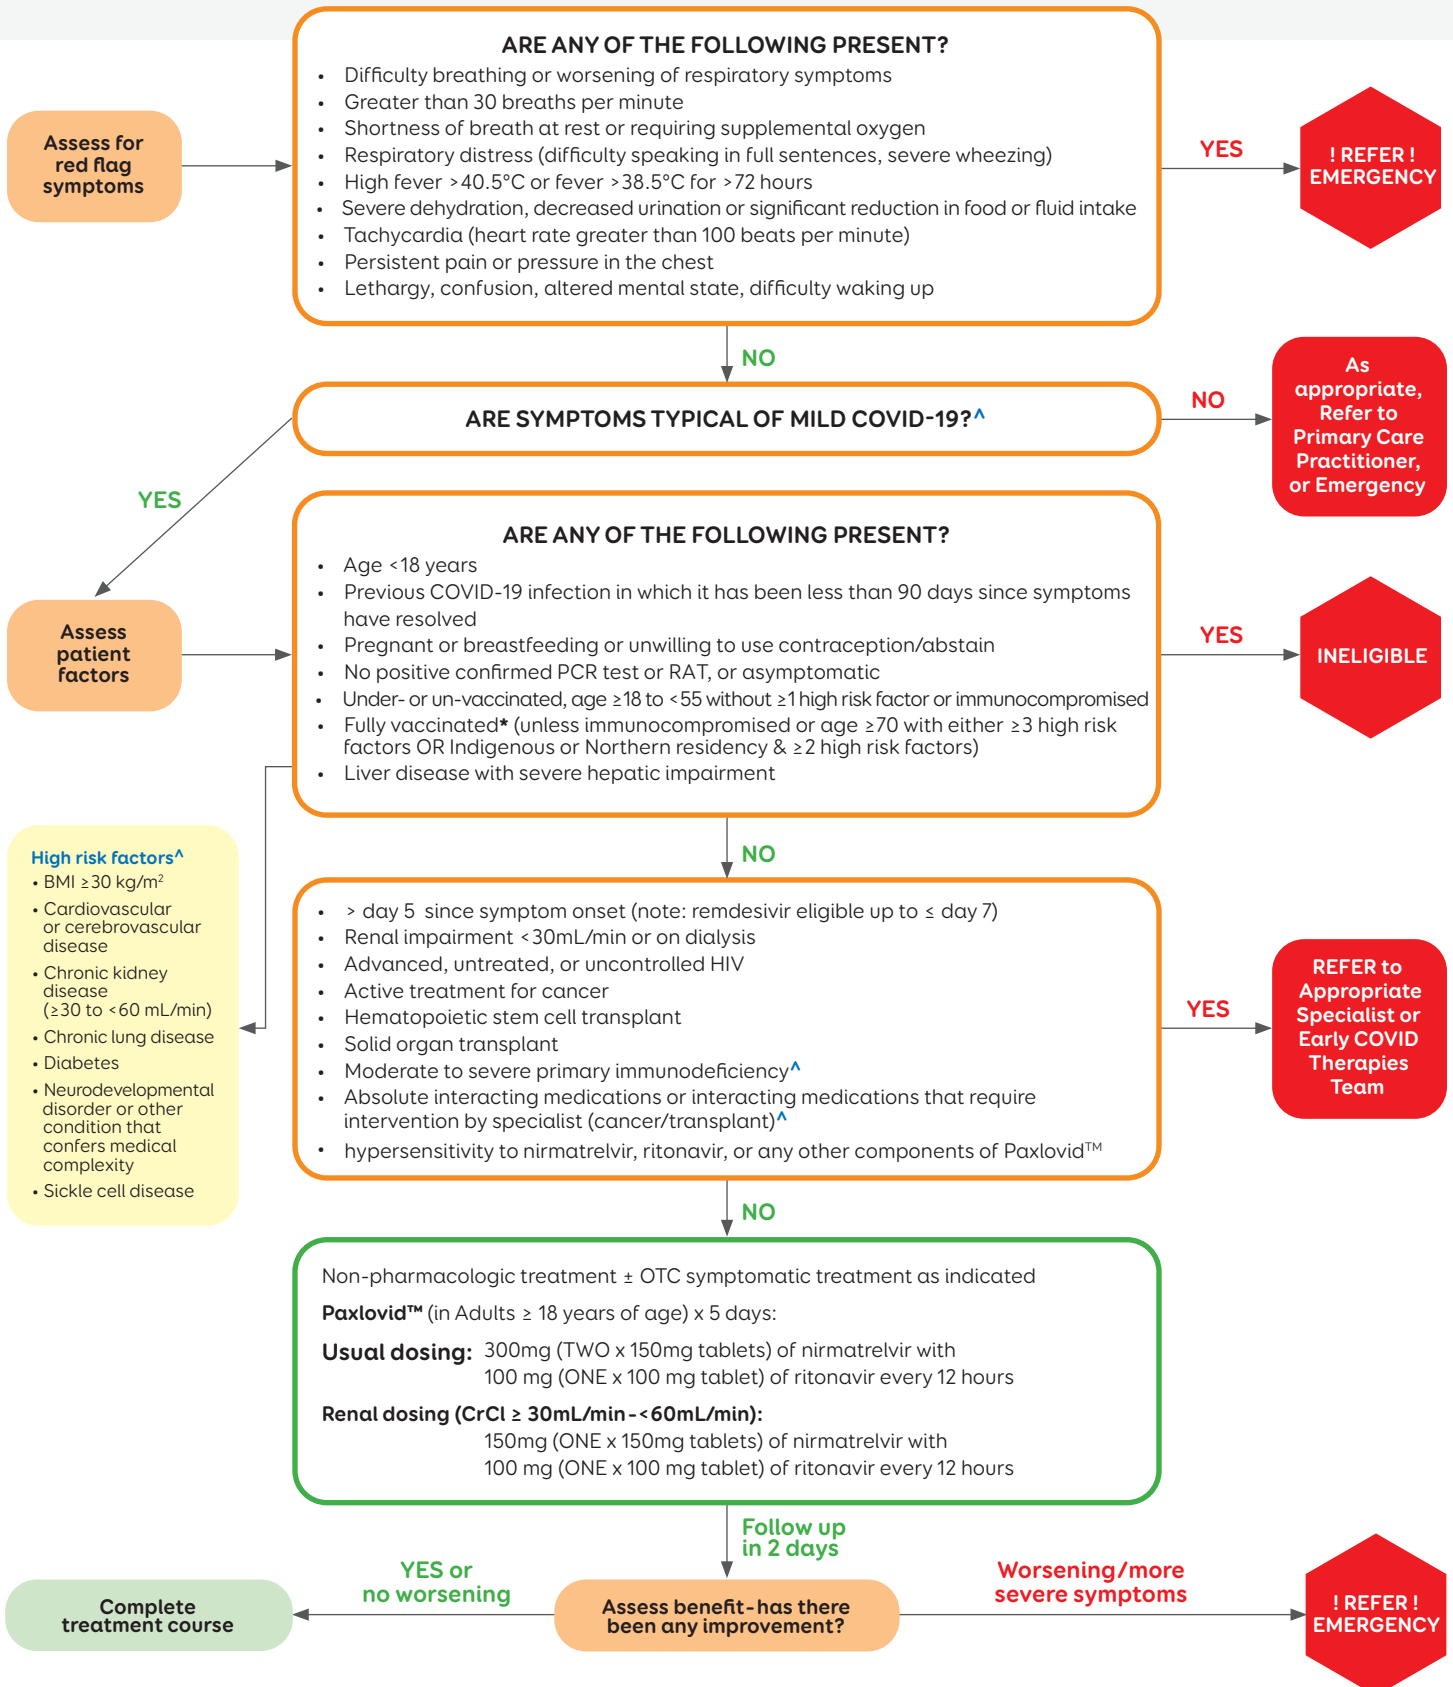 ARE ANY OF THE FOLLOWING PRESENT?
• Difficulty breathing or worsening of respiratory symptoms
• Greater than 30 breaths per minute
• Shortness of breath at rest or requiring supplemental oxygen
• Respiratory distress (difficulty speaking in full sentences, severe wheezing)
• High fever >40.5°C or fever >38.5°C for >72 hours
• Severe dehydration, decreased urination or significant reduction in food or fluid intake
• Tachycardia (heart rate greater than 100 beats per minute)
• Persistent pain or pressure in the chest
• Lethargy, confusion, altered mental state, difficulty waking up
Assess for
red flag
symptoms
YES
! REFER !
EMERGENCY
NO
ARE SYMPTOMS TYPICAL OF MILD COVID-19?^
NO
As
appropriate,
Refer to
Primary Care
Practitioner,
or Emergency
YES
Assess
patient
factors
ARE ANY OF THE FOLLOWING PRESENT?
• Age <18 years
• Previous COVID-19 infection in which it has been less than 90 days since symptoms
have resolved
• Pregnant or breastfeeding or unwilling to use contraception/abstain
• No positive confirmed PCR test or RAT, or asymptomatic
• Under- or un-vaccinated, age ≥18 to <55 without ≥1 high risk factor or immunocompromised
• Fully vaccinated* (unless immunocompromised or age ≥70 with either ≥3 high risk
factors OR Indigenous or Northern residency & ≥2 high risk factors)
• Liver disease with severe hepatic impairment
YES
INELIGIBLE
NO
High risk factors^
• BMI ≥30 kg/m²
• Cardiovascular
or cerebrovascular
disease
• Chronic kidney
disease
(≥30 to <60 mL/min)
• Chronic lung disease
• Diabetes
• Neurodevelopmental
disorder or other
condition that
confers medical
complexity
• Sickle cell disease
• > day 5 since symptom onset (note: remdesivir eligible up to ≤ day 7)
• Renal impairment <30mL/min or on dialysis
• Advanced, untreated, or uncontrolled HIV
• Active treatment for cancer
• Hematopoietic stem cell transplant
• Solid organ transplant
• Moderate to severe primary immunodeficiency^
• Absolute interacting medications or interacting medications that require
intervention by specialist (cancer/transplant)^
• hypersensitivity to nirmatrelvir, ritonavir, or any other components of Paxlovid™
YES
REFER to
Appropriate
Specialist or
Early COVID
Therapies
Team
NO
Non-pharmacologic treatment ± OTC symptomatic treatment as indicated
Paxlovid™ (in Adults ≥ 18 years of age) x 5 days:
Usual dosing: 300mg (TWO x 150mg tablets) of nirmatrelvir with
100 mg (ONE x 100 mg tablet) of ritonavir every 12 hours
Renal dosing (CrCl ≥ 30mL/min-<60mL/min):
150mg (ONE x 150mg tablets) of nirmatrelvir with
100 mg (ONE x 100 mg tablet) of ritonavir every 12 hours
Follow up
in 2 days
Assess benefit-has there
been any improvement?
YES or
no worsening
Complete
treatment course
Worsening/more
severe symptoms
! REFER !
EMERGENCY